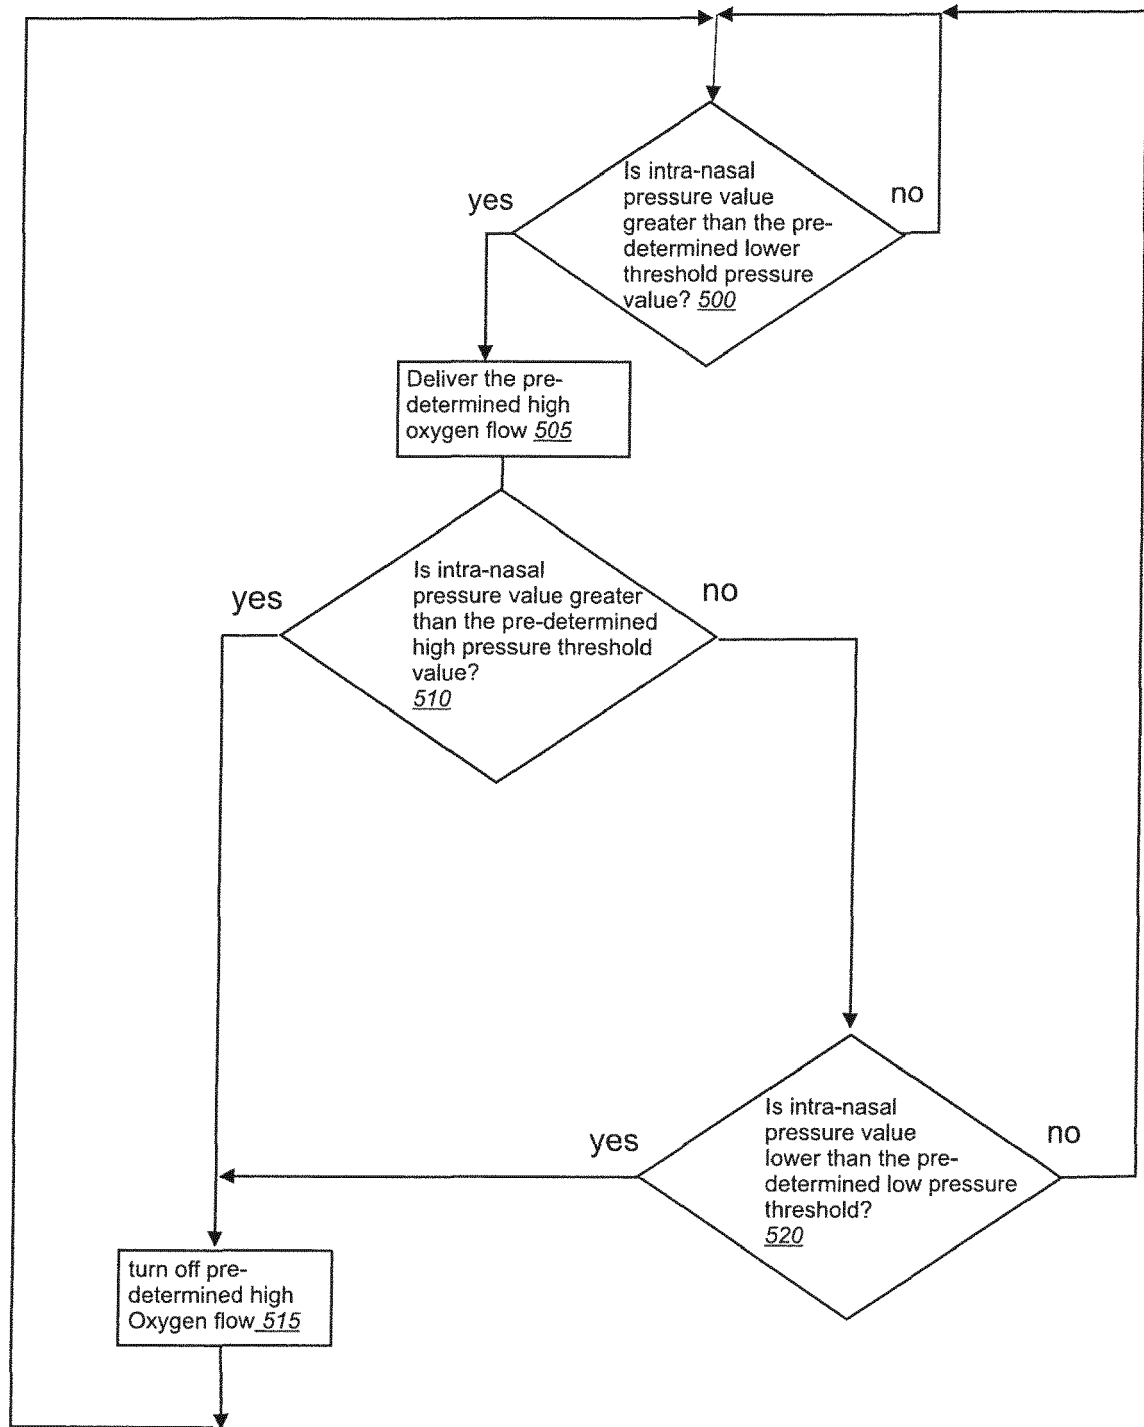 Is intra-nasal
pressure value
greater than the pre-
determined lower
threshold pressure
value? 500
yes
no
Deliver the pre-
determined high
oxygen flow 505
Is intra-nasal
pressure value greater
than the pre-determined
high pressure threshold
value?
510
yes
no
Is intra-nasal
pressure value
lower than the pre-
determined low pressure
threshold?
520
yes
no
turn off pre-
determined high
Oxygen flow 515